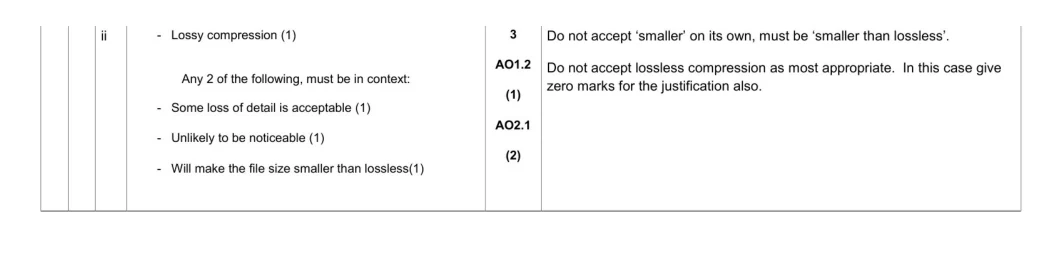 ii
- Lossy compression (1)
Any 2 of the following, must be in context:
- Some loss of detail is acceptable (1)
- Unlikely to be noticeable (1)
- Will make the file size smaller than lossless(1)
3
AO1.2
(1)
AO2.1
(2)
Do not accept ‘smaller’ on its own, must be ‘smaller than lossless’.
Do not accept lossless compression as most appropriate. In this case give
zero marks for the justification also.